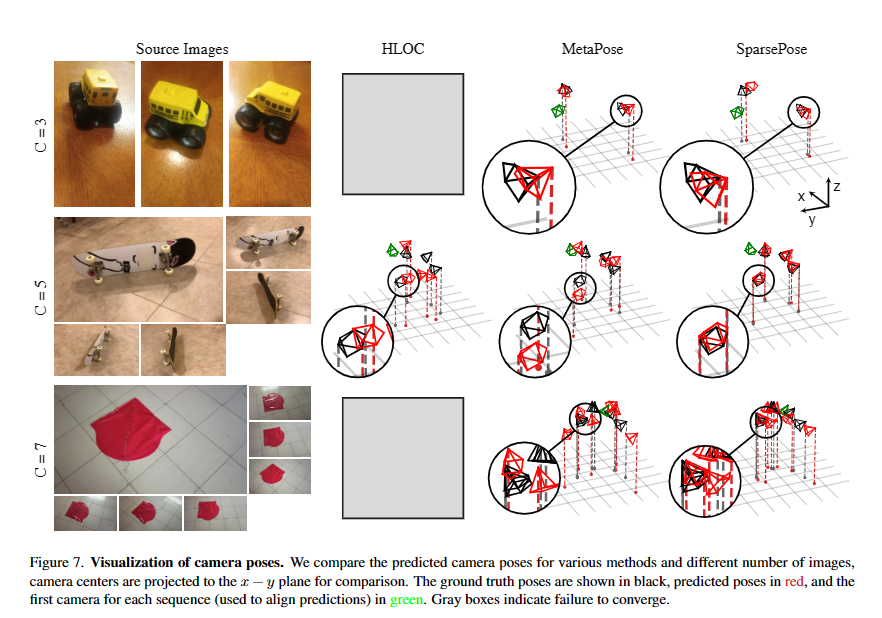 Source Images
HLOC
MetaPose
SparsePose
C = 3
z
x
y
C = 5
C = 7
Figure 7. Visualization of camera poses. We compare the predicted camera poses for various methods and different number of images,
camera centers are projected to the x − y plane for comparison. The ground truth poses are shown in black, predicted poses in red, and the
first camera for each sequence (used to align predictions) in green. Gray boxes indicate failure to converge.